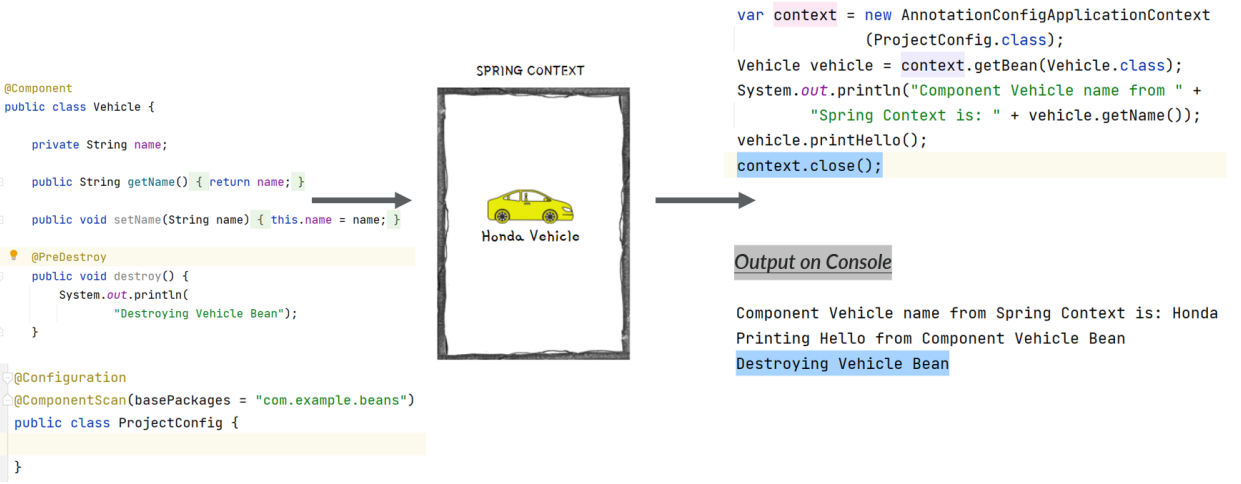 @Component
public class Vehicle {
private String name;
public String getName() { return name; }
public void setName(String name) { this.name = name; }
@PreDestroy
public void destroy() {
System.out.println(
"Destroying Vehicle Bean");
}
@Configuration
@ComponentScan(basePackages = "com.example.beans")
public class ProjectConfig {
}
SPRING CONTEXT
Honda Vehicle
var context = new AnnotationConfigApplicationContext
(ProjectConfig.class);
Vehicle vehicle = context.getBean(Vehicle.class);
System.out.println("Component Vehicle name from " +
"Spring Context is: " + vehicle.getName());
vehicle.printHello();
context.close();
Output on Console
Component Vehicle name from Spring Context is: Honda
Printing Hello from Component Vehicle Bean
Destroying Vehicle Bean